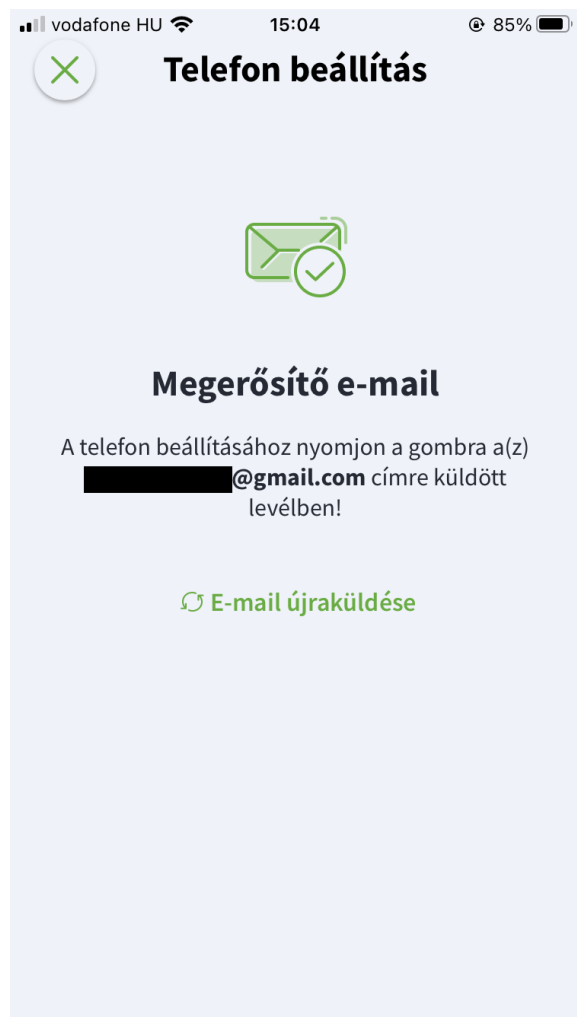 vodafone HU 15:04 85%
Telefon beállítás
Megerősítő e-mail
A telefon beállításához nyomjon a gombra a(z)
@gmail.com címre küldött
levélben!
E-mail újraküldése